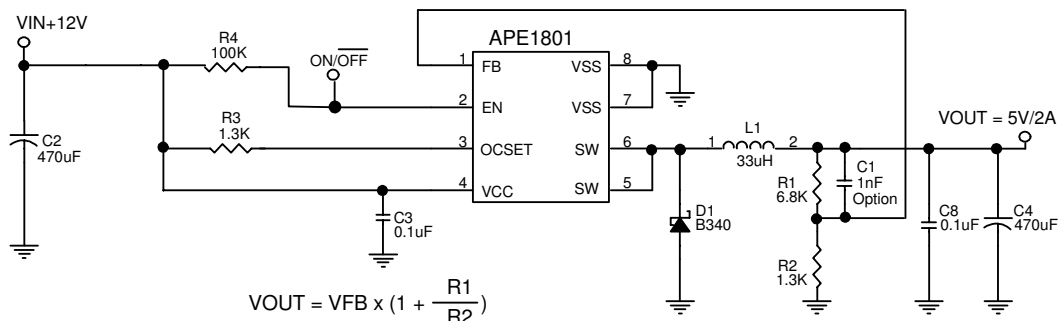 VIN+12V
R4
100K
ON/OFF
APE1801
1
FB
VSS
8
2
EN
VSS
7
R3
1.3K
3
OCSET
SW
6
4
VCC
SW
5
C2
470uF
C3
0.1uF
1
L1
2
33uH
VOUT = 5V/2A
D1
B340
R1
6.8K
C1
1nF
Option
R2
1.3K
C8
0.1uF
C4
470uF
VOUT = VFB x (1 + R1
R2 )